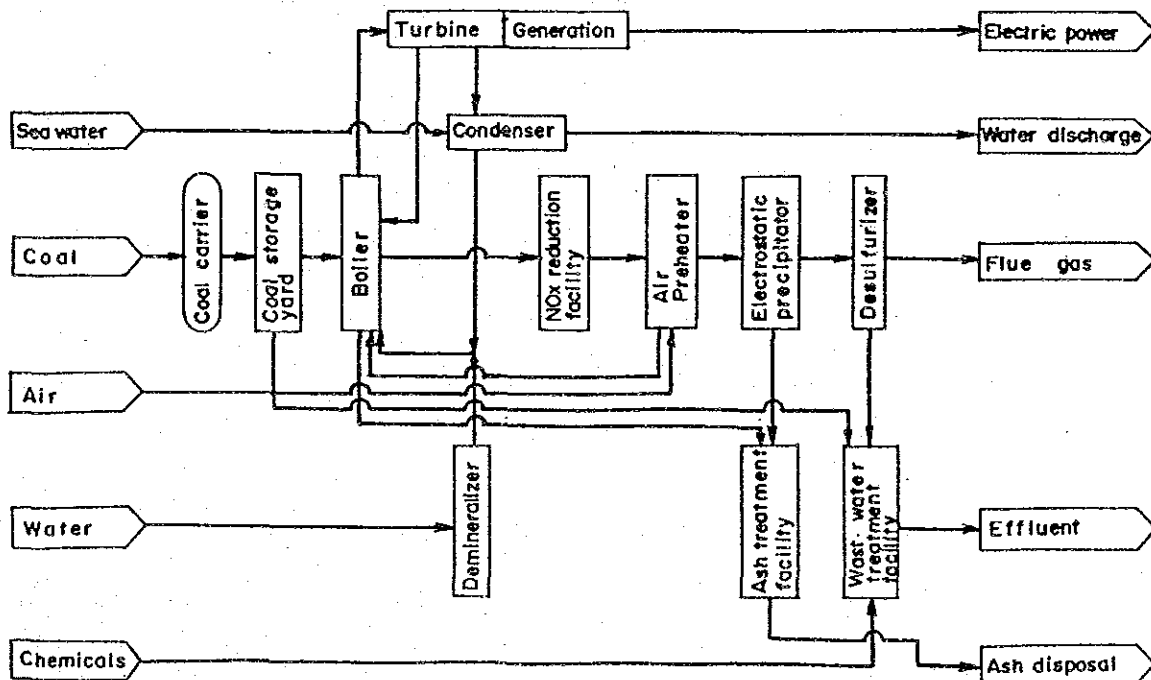 Turbine
Generation
Electric power
Sea water
Condenser
Water discharge
Coal
Coal carrier
Coal storage
yard
Boiler
NOx reduction
facility
Air
Preheater
Electrostatic
precipitator
Desulfurizer
Flue gas
Air
Water
Demineralizer
Ash treatment
facility
Wast-water
treatment
facility
Effluent
Chemicals
Ash disposal